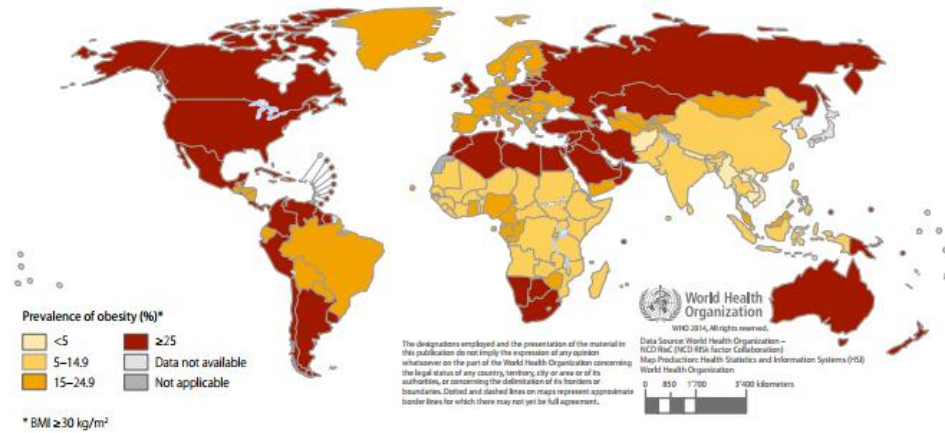 Prevalence of obesity (%)*
<5
5–14.9
15–24.9
≥25
Data not available
Not applicable
* BMI ≥30 kg/m²
The designations employed and the presentation of the material in
this publication do not imply the expression of any opinion
whatsoever on the part of the World Health Organization concerning
the legal status of any country, territory, city or area or of its
authorities, or concerning the delimitation of its frontiers or
boundaries. Dotted and dashed lines on maps represent approximate
border lines for which there may not yet be full agreement.
World Health
Organization
WHO 2014, All rights reserved.
Data Source: World Health Organization –
NCD RisC (NCD RISk factor Collaboration)
Map Production: Health Statistics and Information Systems (HSI)
World Health Organization
0 850 1'700 3'400 kilometers